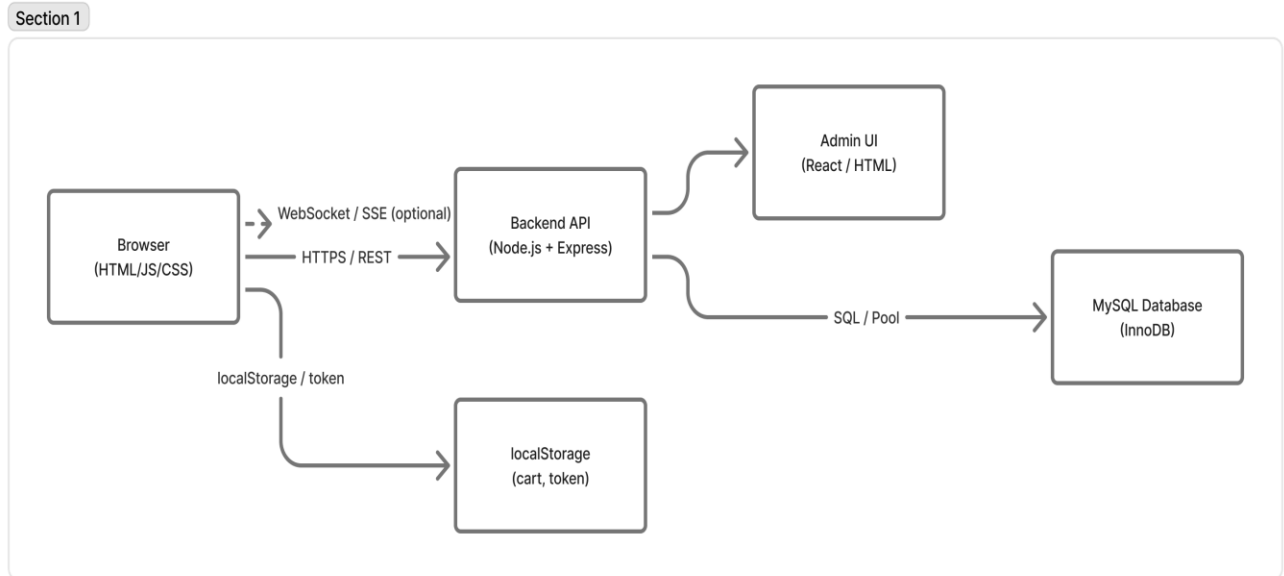 Section 1
Admin UI
(React / HTML)
WebSocket / SSE (optional)
Backend API
(Node.js + Express)
Browser
(HTML/JS/CSS)
HTTPS / REST
MySQL Database
(InnoDB)
SQL / Pool
localStorage / token
localStorage
(cart, token)